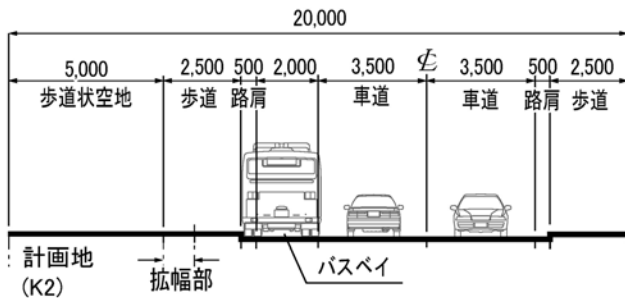 20,000
5,000 2,500 500 2,000 3,500 ℄ 3,500 500 2,500
歩道状空地 歩道 路肩 車道 車道 路肩 歩道
計画地 拡幅部 バスベイ
(K2)